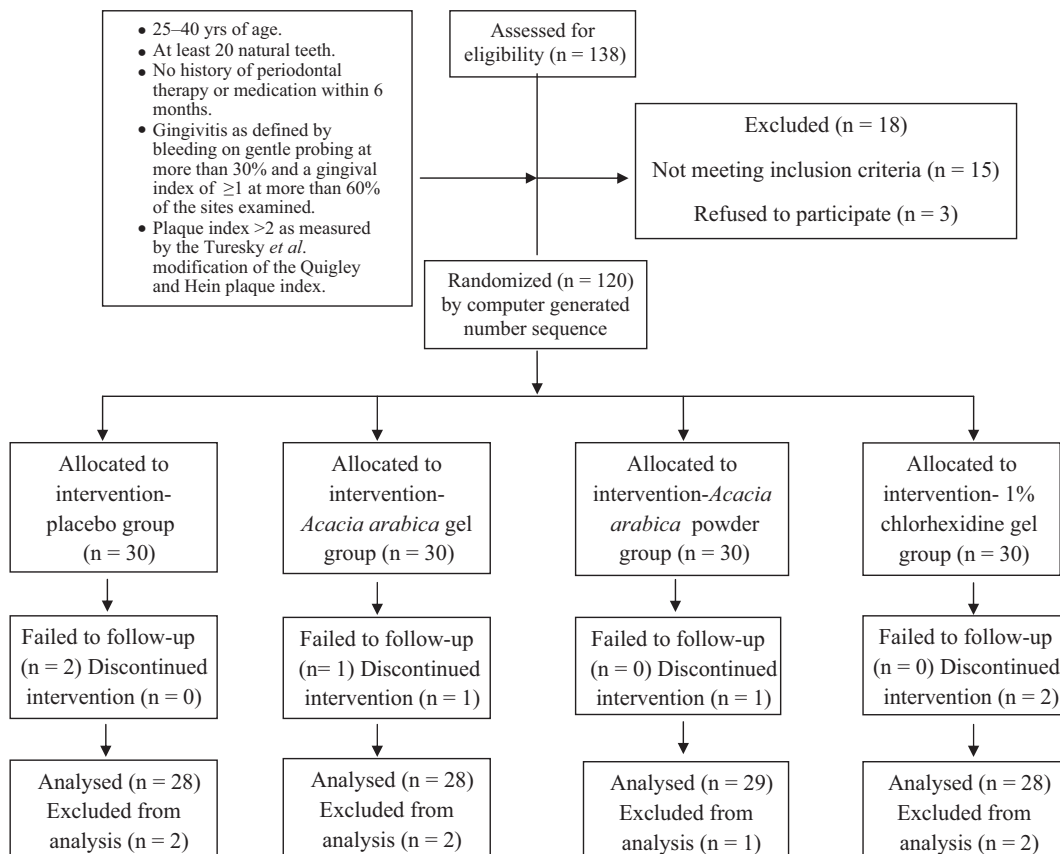 • 25–40 yrs of age.
• At least 20 natural teeth.
• No history of periodontal
therapy or medication within 6
months.
• Gingivitis as defined by
bleeding on gentle probing at
more than 30% and a gingival
index of ≥1 at more than 60%
of the sites examined.
• Plaque index >2 as measured
by the Turesky et al.
modification of the Quigley
and Hein plaque index.
Assessed for
eligibility (n = 138)
Excluded (n = 18)
Not meeting inclusion criteria (n = 15)
Refused to participate (n = 3)
Randomized (n = 120)
by computer generated
number sequence
Allocated to
intervention-
placebo group
(n = 30)
Allocated to
intervention-
Acacia arabica gel
group (n = 30)
Allocated to
intervention-Acacia
arabica powder
group (n = 30)
Allocated to
intervention- 1%
chlorhexidine gel
group (n = 30)
Failed to follow-up
(n = 2) Discontinued
intervention (n = 0)
Failed to follow-up
(n= 1) Discontinued
intervention (n = 1)
Failed to follow-up
(n = 0) Discontinued
intervention (n = 1)
Failed to follow-up
(n = 0) Discontinued
intervention (n = 2)
Analysed (n = 28)
Excluded from
analysis (n = 2)
Analysed (n = 28)
Excluded from
analysis (n = 2)
Analysed (n = 29)
Excluded from
analysis (n = 1)
Analysed (n = 28)
Excluded from
analysis (n = 2)